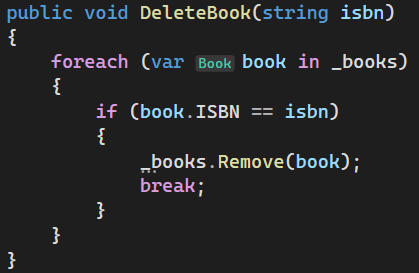 public void DeleteBook(string isbn)
{
    foreach (var Book book in _books)
    {
        if (book.ISBN == isbn)
        {
            _books.Remove(book);
            break;
        }
    }
}